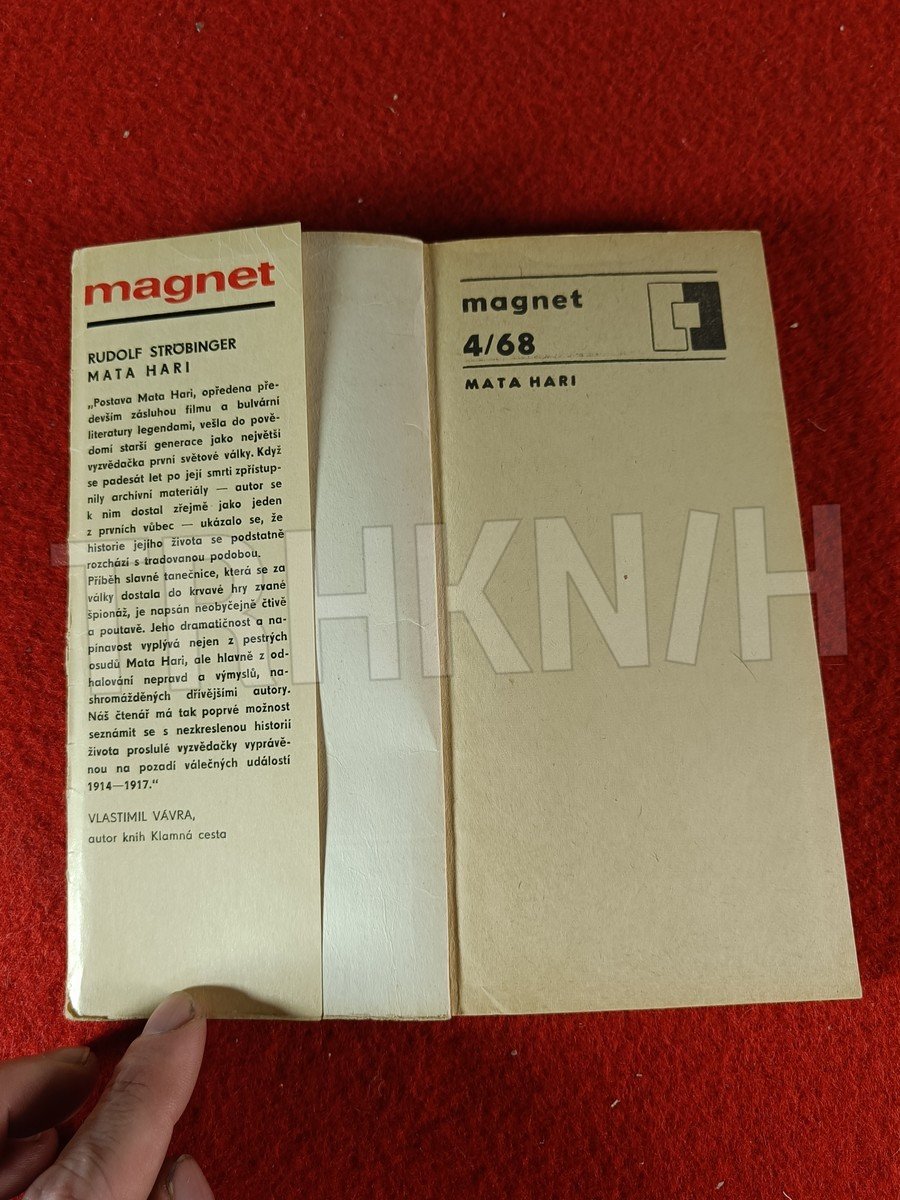 magnet
RUDOLF STRÖBINGER
MATA HARI
„Postava Mata Hari, opředena pře-
devším zásluhou filmu a bulvární
literatury legendami, vešla do pově-
domí starší generace jako největší
vyzvědačka první světové války. Když
se padesát let po její smrti zpřístup-
nily archivní materiály — autor se
k nim dostal zřejmě jako jeden
z prvních vůbec — ukázalo se, že
historie jejího života se podstatně
rozchází s tradovanou podobou.
Příběh slavné tanečnice, která se za
války dostala do krvavé hry zvané
špionáž, je napsán neobyčejně čtivě
a poutavě. Jeho dramatičnost a na-
pínavost vyplývá nejen z pestrých
osudů Mata Hari, ale hlavně z od-
halování nepravd a výmyslů, na-
shromážděných dřívějšími autory.
Náš čtenář má tak poprvé možnost
seznámit se s nezkreslenou historií
života proslulé vyzvědačky vyprávě-
nou na pozadí válečných událostí
1914—1917.“
VLASTIMIL VÁVRA,
autor knih Klamná cesta
magnet
4/68
MATA HARI
TRHKNIH